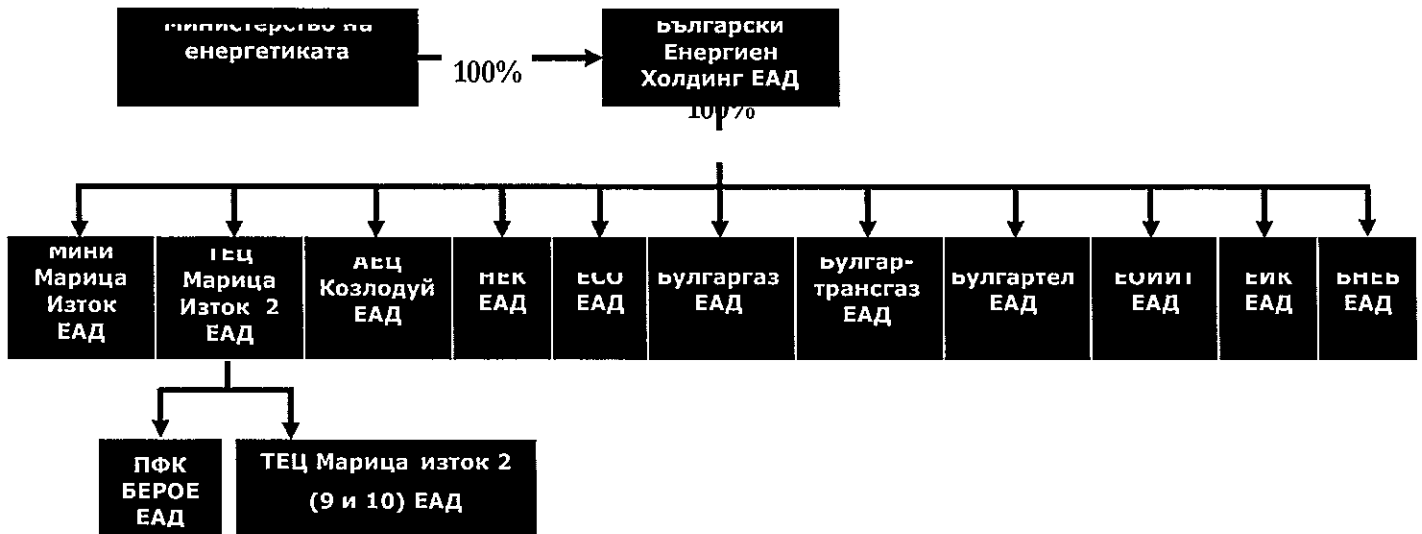 Министерство на
енергетиката
100%
Български
Енергиен
Холдинг ЕАД
100%
Мини
Марица
Изток
ЕАД
ТЕЦ
Марица
Изток 2
ЕАД
АЕЦ
Козлодуй
ЕАД
НЕК
ЕАД
ЕСО
ЕАД
Булгаргаз
ЕАД
Булгар-
трансгаз
ЕАД
Булгартел
ЕАД
ЕОИИТ
ЕАД
ЕИК
ЕАД
БНЕБ
ЕАД
ПФК
БЕРОЕ
ЕАД
ТЕЦ Марица изток 2
(9 и 10) ЕАД